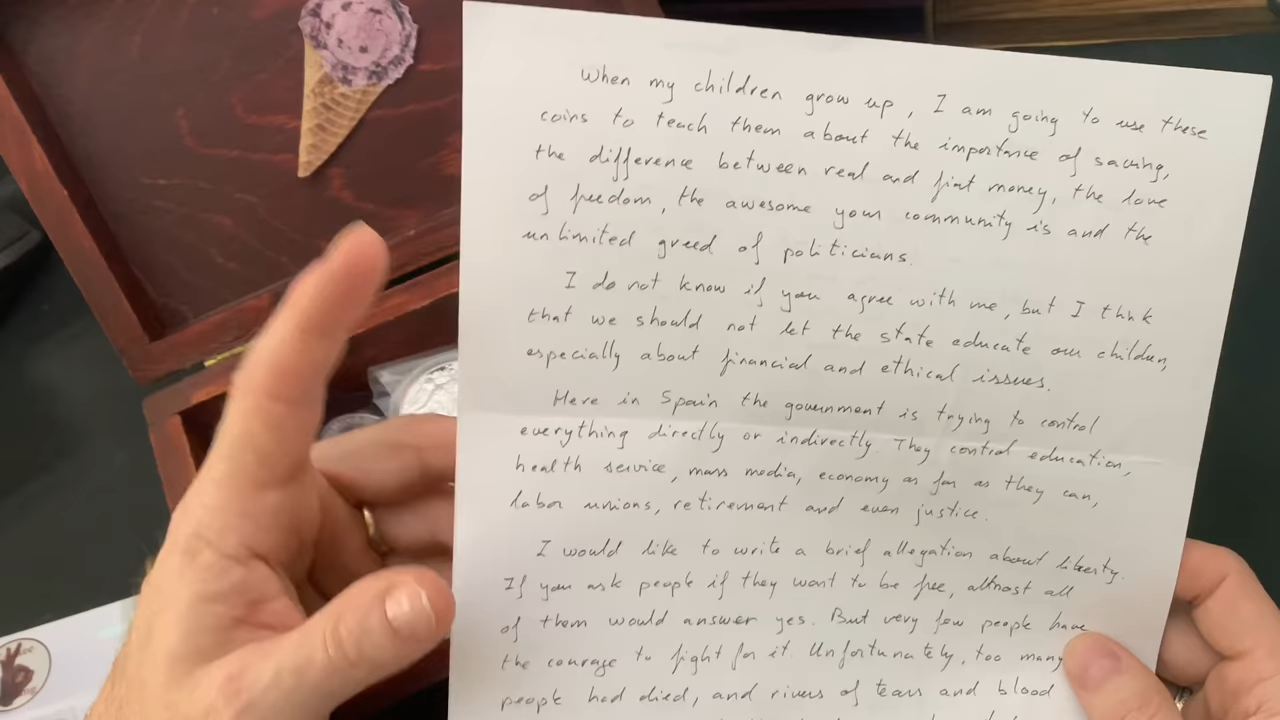 When my children grow up, I am going to use these
coins to teach them about the importance of saving,
the difference between real and fiat money, the love
of freedom, the awesome your community is and the
unlimited greed of politicians.
I do not know if you agree with me, but I think
that we should not let the state educate our children,
especially about financial and ethical issues.
Here in Spain the government is trying to control
everything directly or indirectly. They control education,
health service, mass media, economy as far as they can,
labor unions, retirement and even justice.
I would like to write a brief allegation about liberty.
If you ask people if they want to be free, almost all
of them would answer yes. But very few people have
the courage to fight for it. Unfortunately, too many
people had died, and rivers of tears and blood